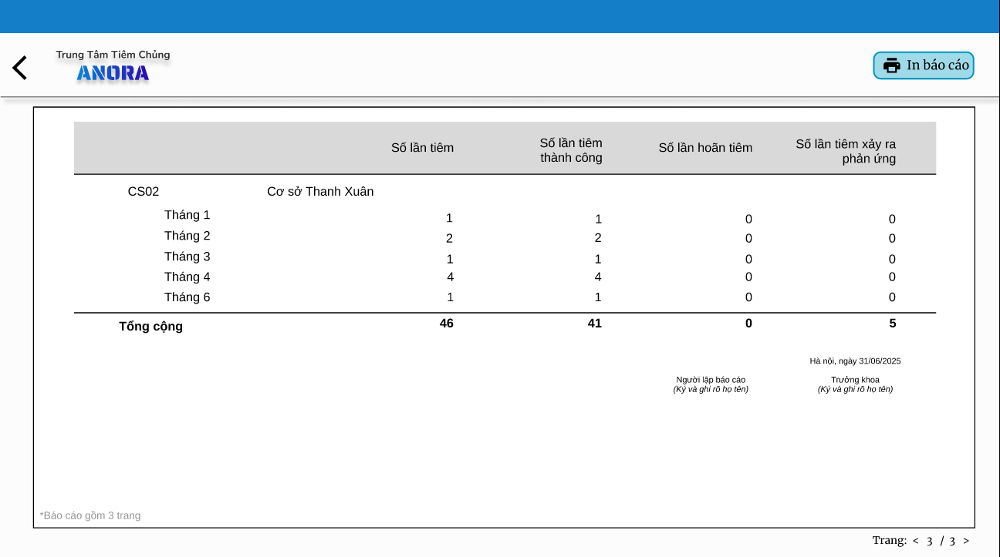 Trung Tâm Tiêm Chủng
ANORA
In báo cáo
Số lần tiêm Số lần tiêm thành công Số lần hoãn tiêm Số lần tiêm xảy ra phản ứng
CS02 Cơ sở Thanh Xuân
Tháng 1 1 1 0 0
Tháng 2 2 2 0 0
Tháng 3 1 1 0 0
Tháng 4 4 4 0 0
Tháng 6 1 1 0 0
Tổng cộng 46 41 0 5
Hà nội, ngày 31/06/2025
Người lập báo cáo Trưởng khoa
(Ký và ghi rõ họ tên) (Ký và ghi rõ họ tên)
*Báo cáo gồm 3 trang
Trang: < 3 / 3 >